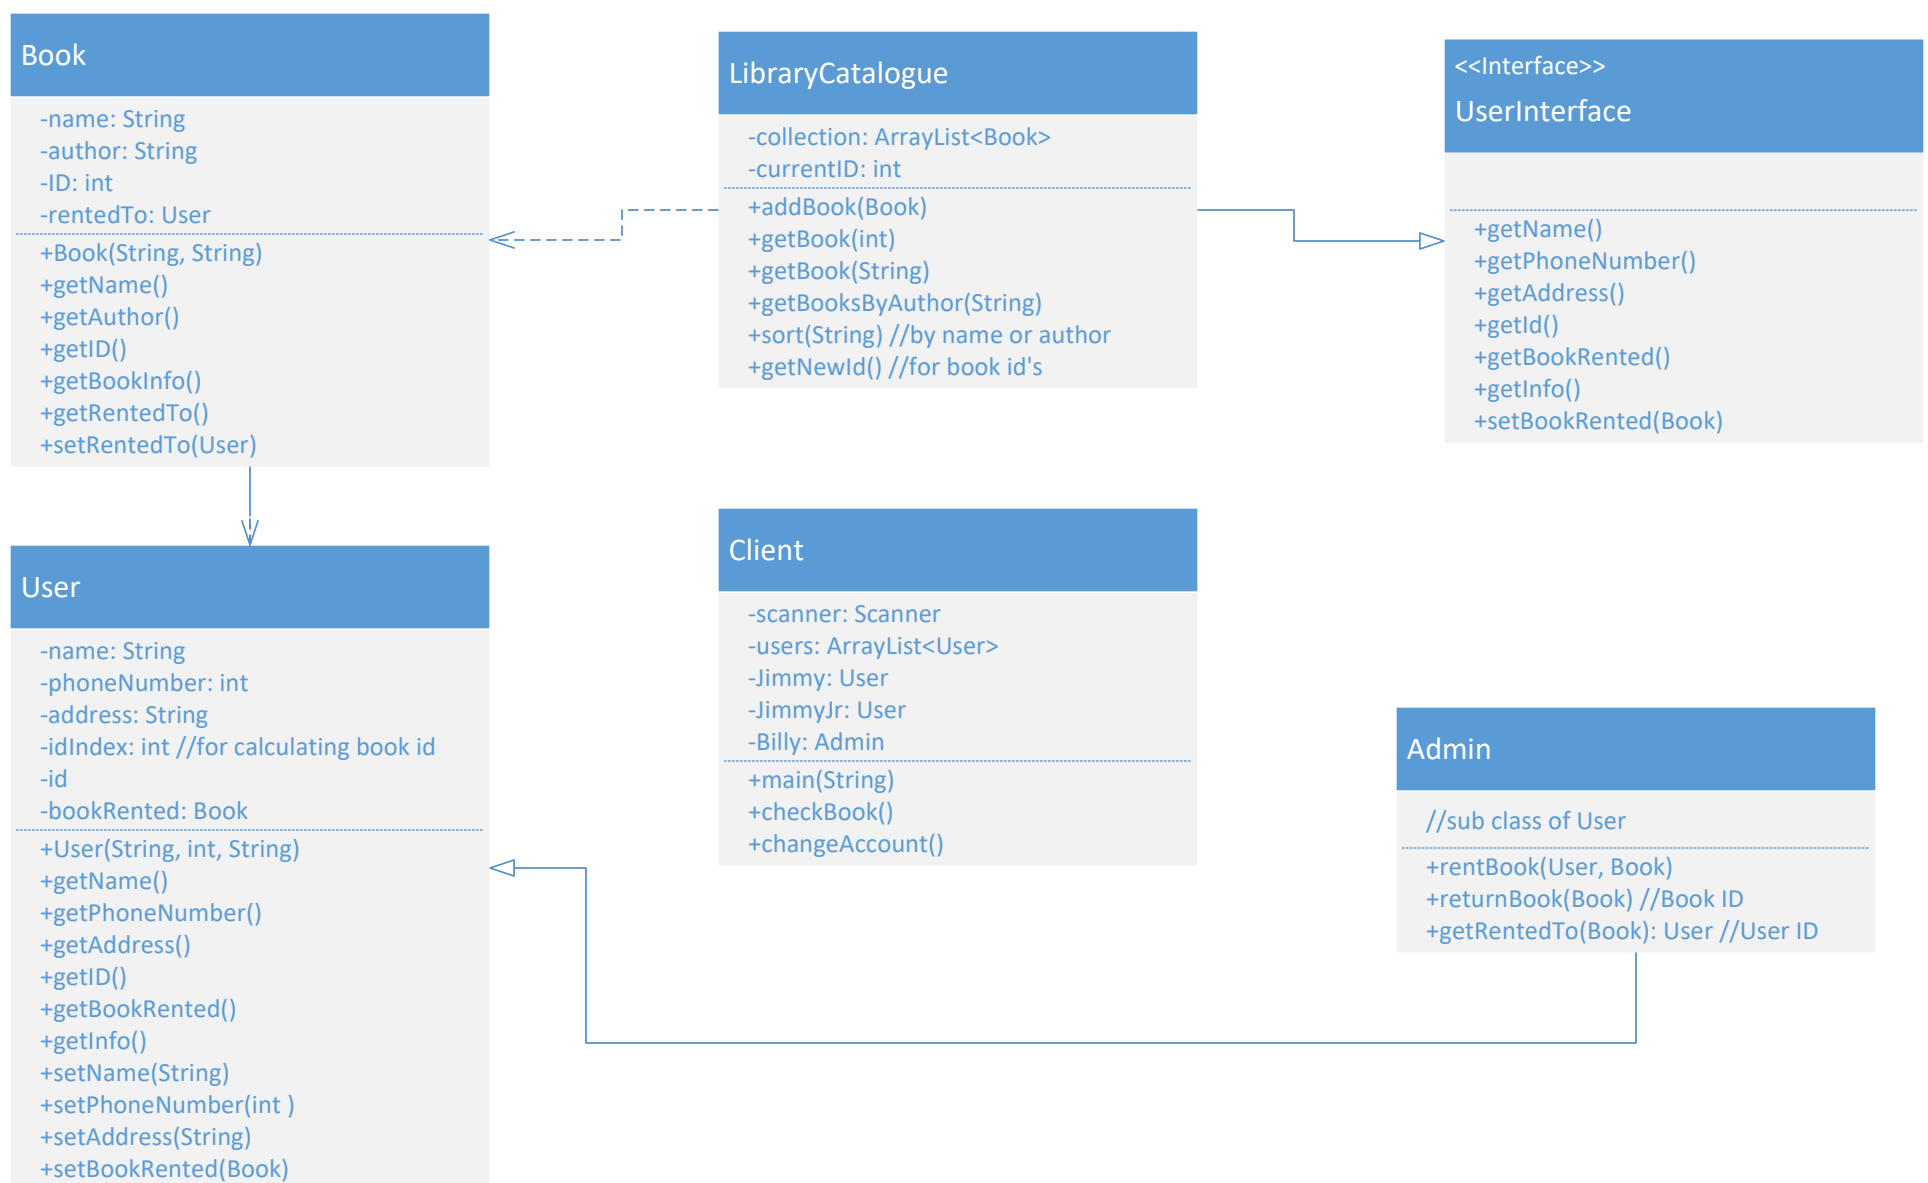 Book
-name: String
-author: String
-ID: int
-rentedTo: User
+Book(String, String)
+getName()
+getAuthor()
+getID()
+getBookInfo()
+getRentedTo()
+setRentedTo(User)
LibraryCatalogue
-collection: ArrayList<Book>
-currentID: int
+addBook(Book)
+getBook(int)
+getBook(String)
+getBooksByAuthor(String)
+sort(String) //by name or author
+getNewId() //for book id's
<<Interface>>
UserInterface
+getName()
+getPhoneNumber()
+getAddress()
+getId()
+getBookRented()
+getInfo()
+setBookRented(Book)
User
-name: String
-phoneNumber: int
-address: String
-idIndex: int //for calculating book id
-id
-bookRented: Book
+User(String, int, String)
+getName()
+getPhoneNumber()
+getAddress()
+getID()
+getBookRented()
+getInfo()
+setName(String)
+setPhoneNumber(int )
+setAddress(String)
+setBookRented(Book)
Client
-scanner: Scanner
-users: ArrayList<User>
-Jimmy: User
-JimmyJr: User
-Billy: Admin
+main(String)
+checkBook()
+changeAccount()
Admin
//sub class of User
+rentBook(User, Book)
+returnBook(Book) //Book ID
+getRentedTo(Book): User //User ID